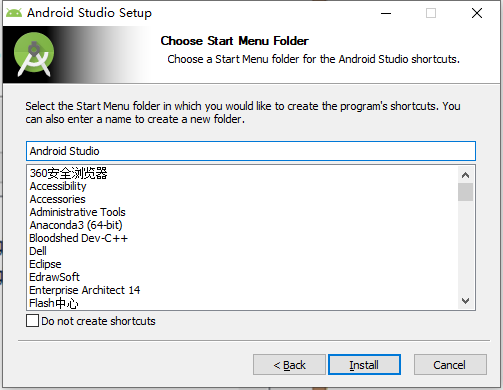 Android Studio Setup
Choose Start Menu Folder
Choose a Start Menu folder for the Android Studio shortcuts.
Select the Start Menu folder in which you would like to create the program's shortcuts. You
can also enter a name to create a new folder.
Android Studio
360安全浏览器
Accessibility
Accessories
Administrative Tools
Anaconda3 (64-bit)
Bloodshed Dev-C++
Dell
Eclipse
EdrawSoft
Enterprise Architect 14
Flash中心
Do not create shortcuts
< Back
Install
Cancel